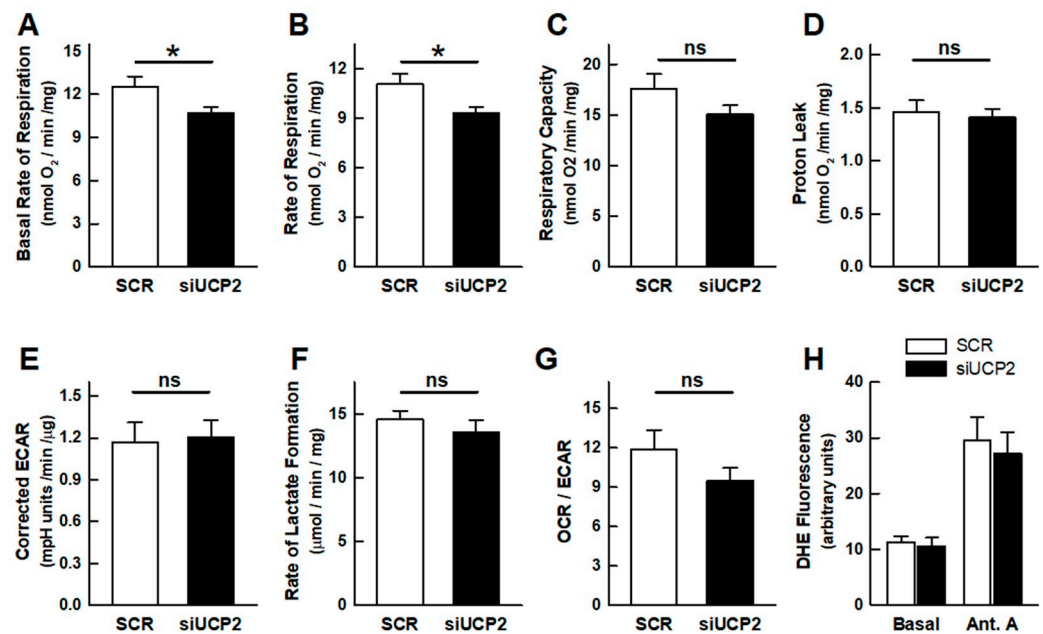 A
Basal Rate of Respiration
(nmol O₂ / min /mg)
15
12
9
6
3
0
*
SCR siUCP2
B
Rate of Respiration
(nmol O₂ / min /mg)
12
9
6
3
0
*
SCR siUCP2
C
Respiratory Capacity
(nmol O2 /min /mg)
20
15
10
5
0
ns
SCR siUCP2
D
Proton Leak
(nmol O₂ /min /mg)
2.0
1.5
1.0
0.5
0.0
ns
SCR siUCP2
E
Corrected ECAR
(mpH units /min /µg)
1.5
1.2
0.9
0.6
0.3
0.0
ns
SCR siUCP2
F
Rate of Lactate Formation
(µmol / min / mg)
15
10
5
0
ns
SCR siUCP2
G
OCR / ECAR
15
12
9
6
3
0
ns
SCR siUCP2
H
SCR
siUCP2
DHE Fluorescence
(arbitrary units)
40
30
20
10
0
Basal Ant. A